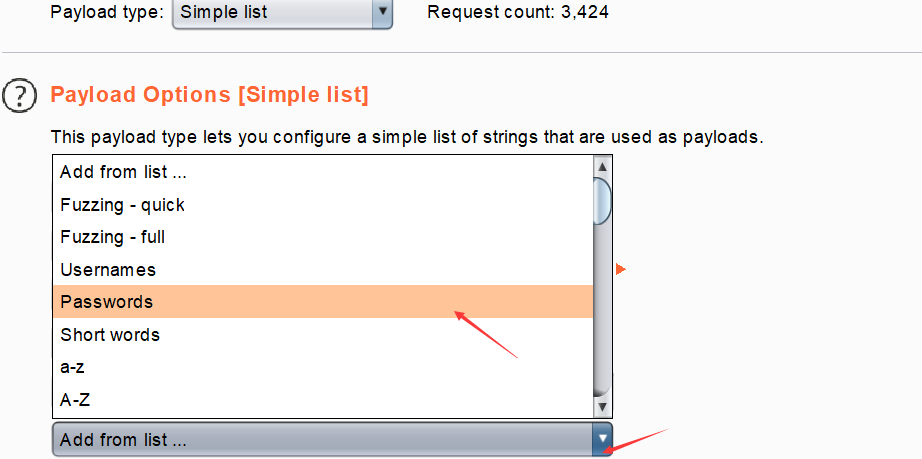 Payload type: Simple list Request count: 3,424
? Payload Options [Simple list]
This payload type lets you configure a simple list of strings that are used as payloads.
Add from list ...
Fuzzing - quick
Fuzzing - full
Usernames
Passwords
Short words
a-z
A-Z
Add from list ...